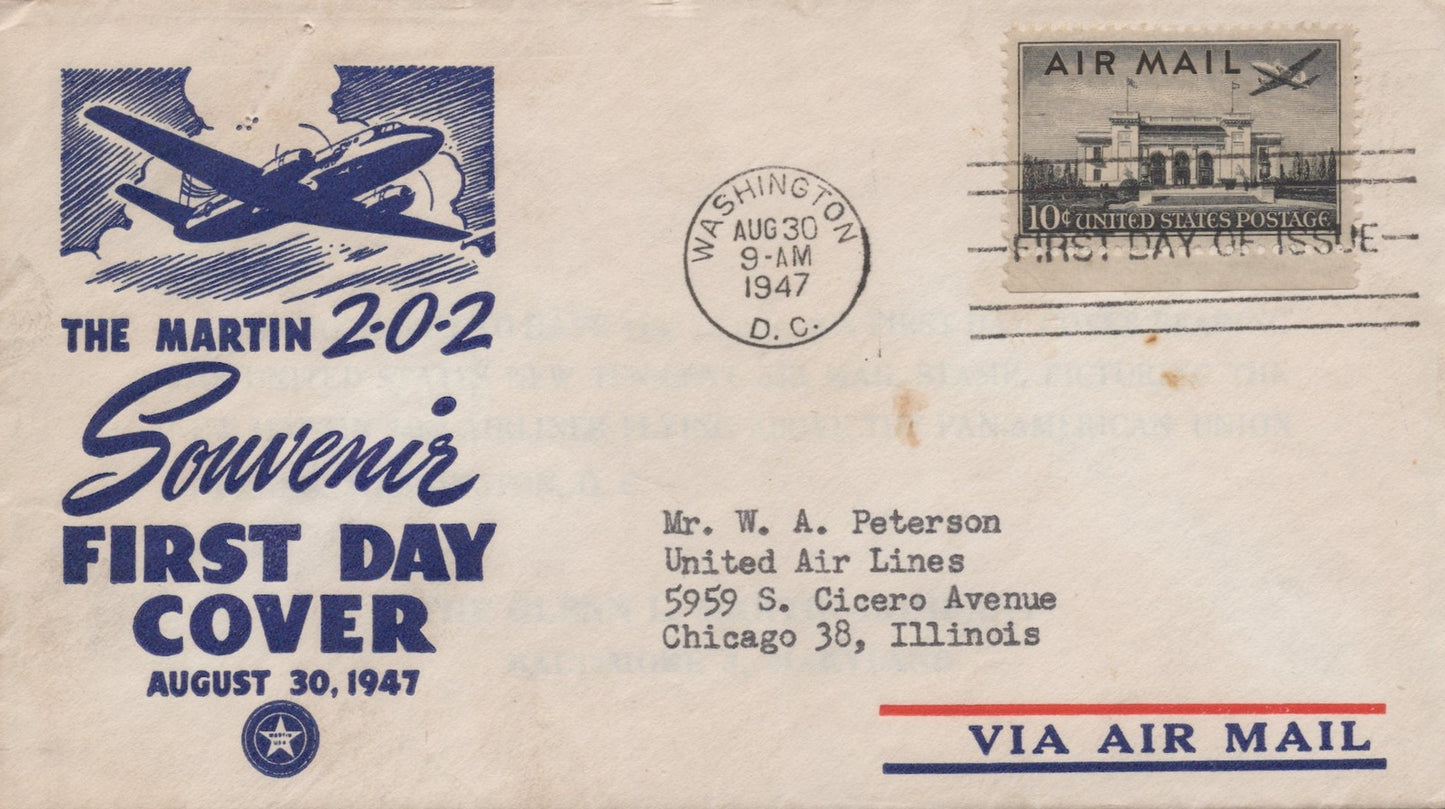 THE MARTIN 2-0-2
Souvenir
FIRST DAY
COVER
AUGUST 30, 1947
MARTIN
USA
WASHINGTON
AUG 30
9-AM
1947
D. C.
AIR MAIL
10¢ UNITED STATES POSTAGE
FIRST DAY OF ISSUE
Mr. W. A. Peterson
United Air Lines
5959 S. Cicero Avenue
Chicago 38, Illinois
VIA AIR MAIL